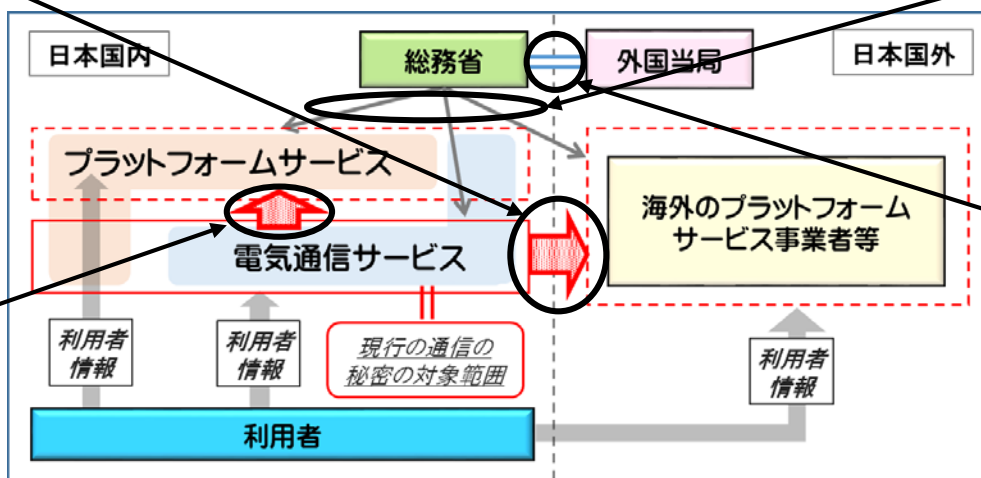 日本国内
総務省
外国当局
日本国外
プラットフォームサービス
海外のプラットフォーム
サービス事業者等
電気通信サービス
利用者
情報
利用者
情報
現行の通信の
秘密の対象範囲
利用者
情報
利用者